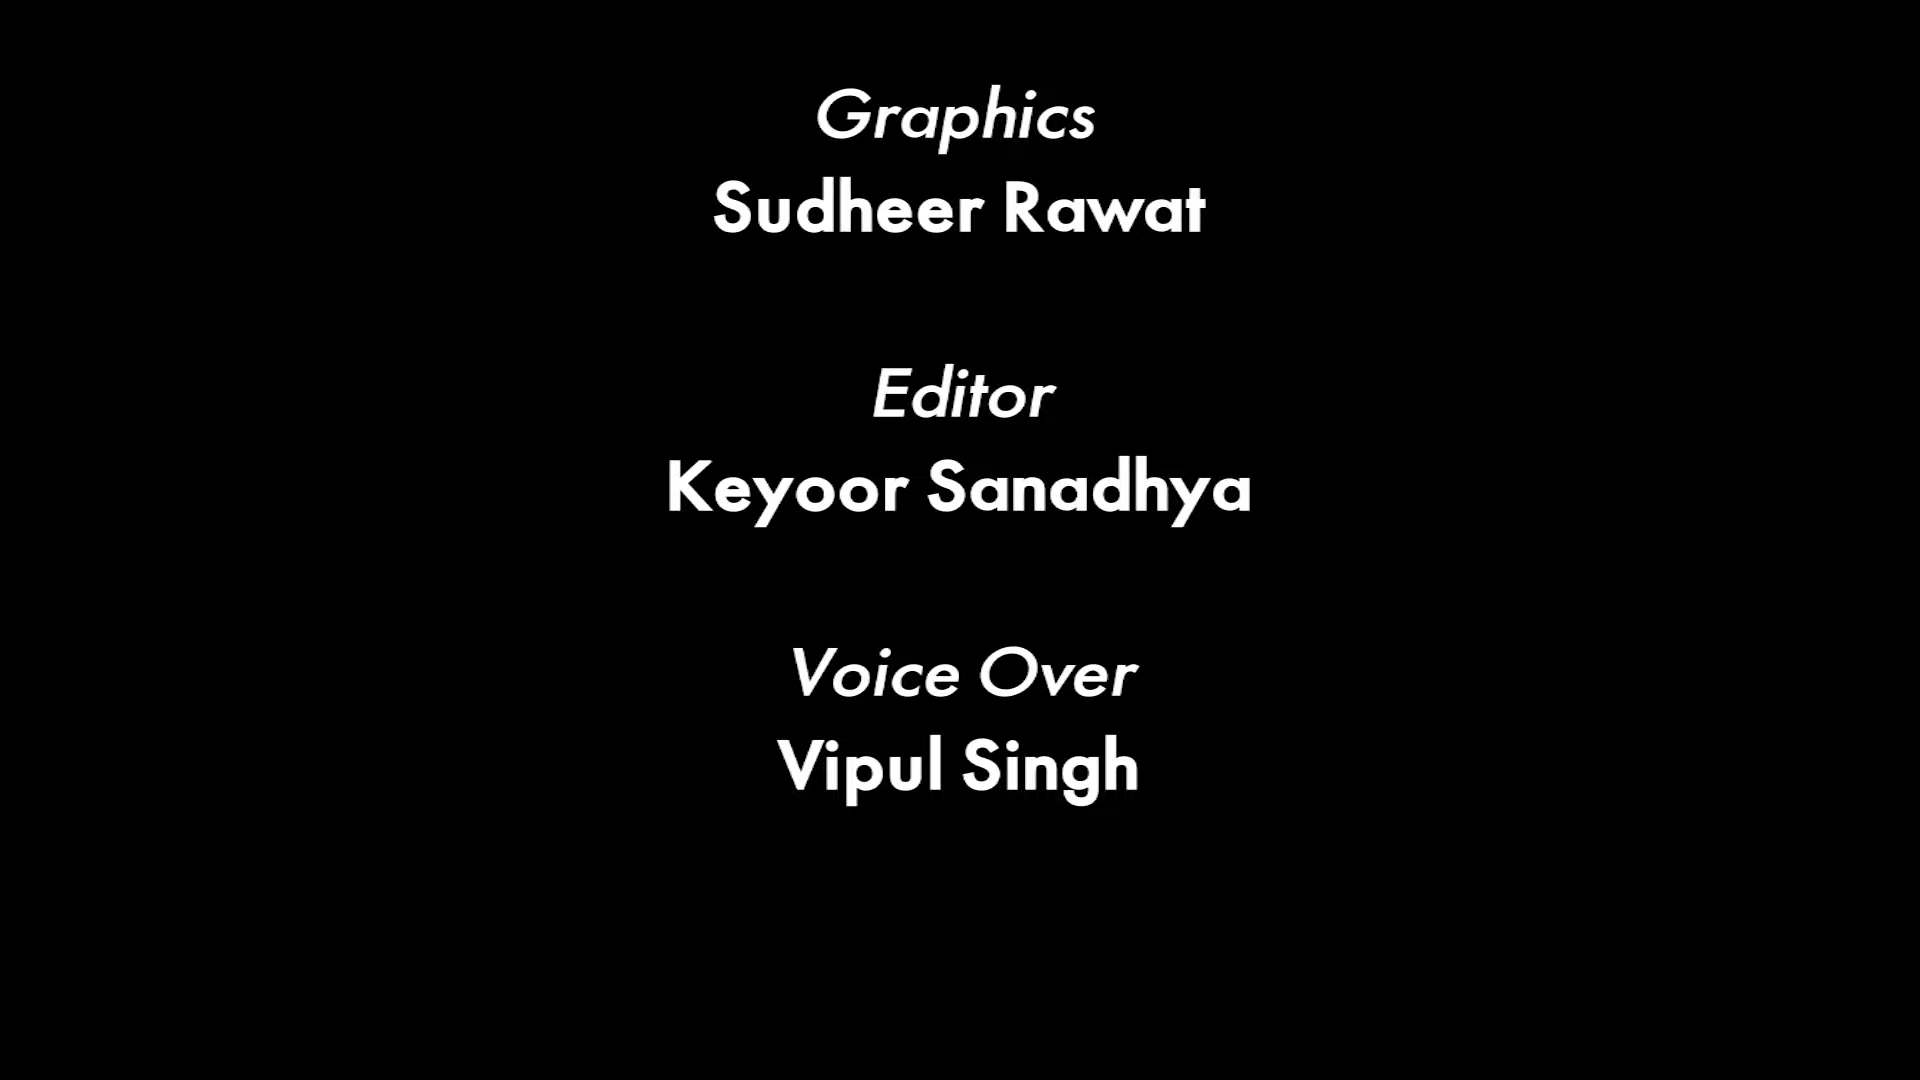 Graphics
Sudheer Rawat
Editor
Keyoor Sanadhya
Voice Over
Vipul Singh